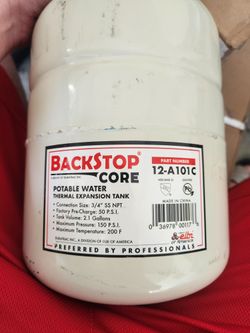 BACKSTOP
CORE
PART NUMBER
12-A101C
POTABLE WATER
THERMAL EXPANSION TANK
MADE IN CHINA
• Connection Size: 3/4" SS NPT
• Factory Pre-Charge: 50 P.S.I.
• Tank Volume: 2.1 Gallons
• Maximum Pressure: 150 P.S.I.
• Maximum Temperature: 200 F
of America
PREFERRED BY PROFESSIONALS